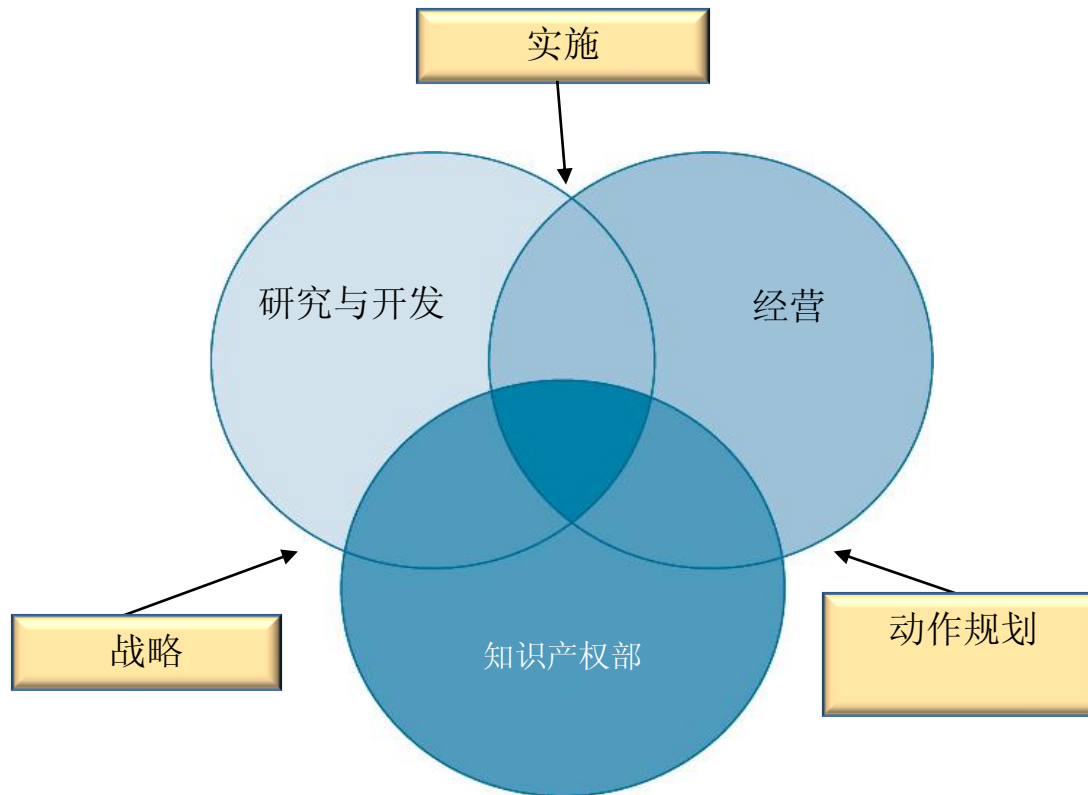 实施
研究与开发
经营
战略
动作规划
知识产权部